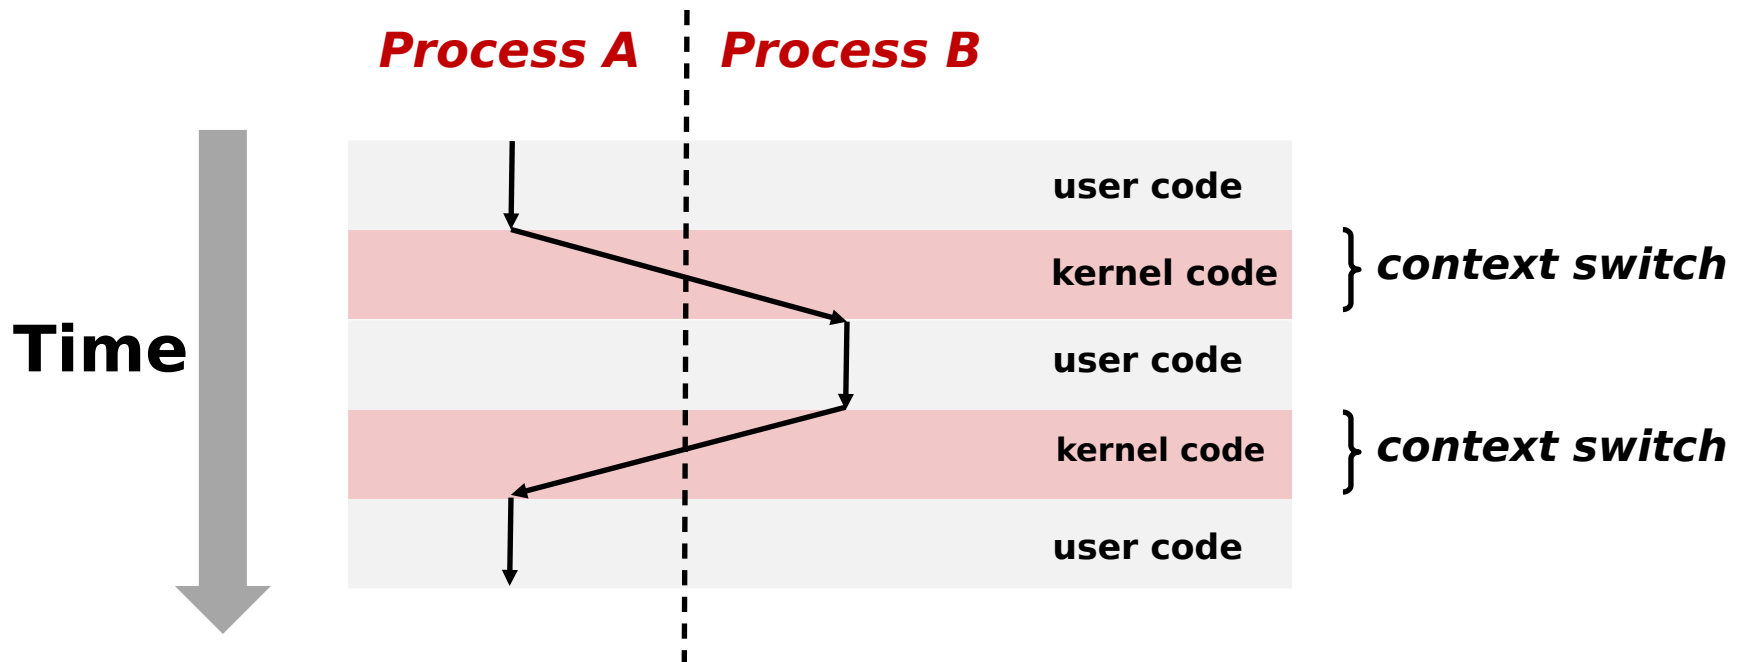 Process A
Process B
user code
kernel code
context switch
Time
user code
kernel code
context switch
user code